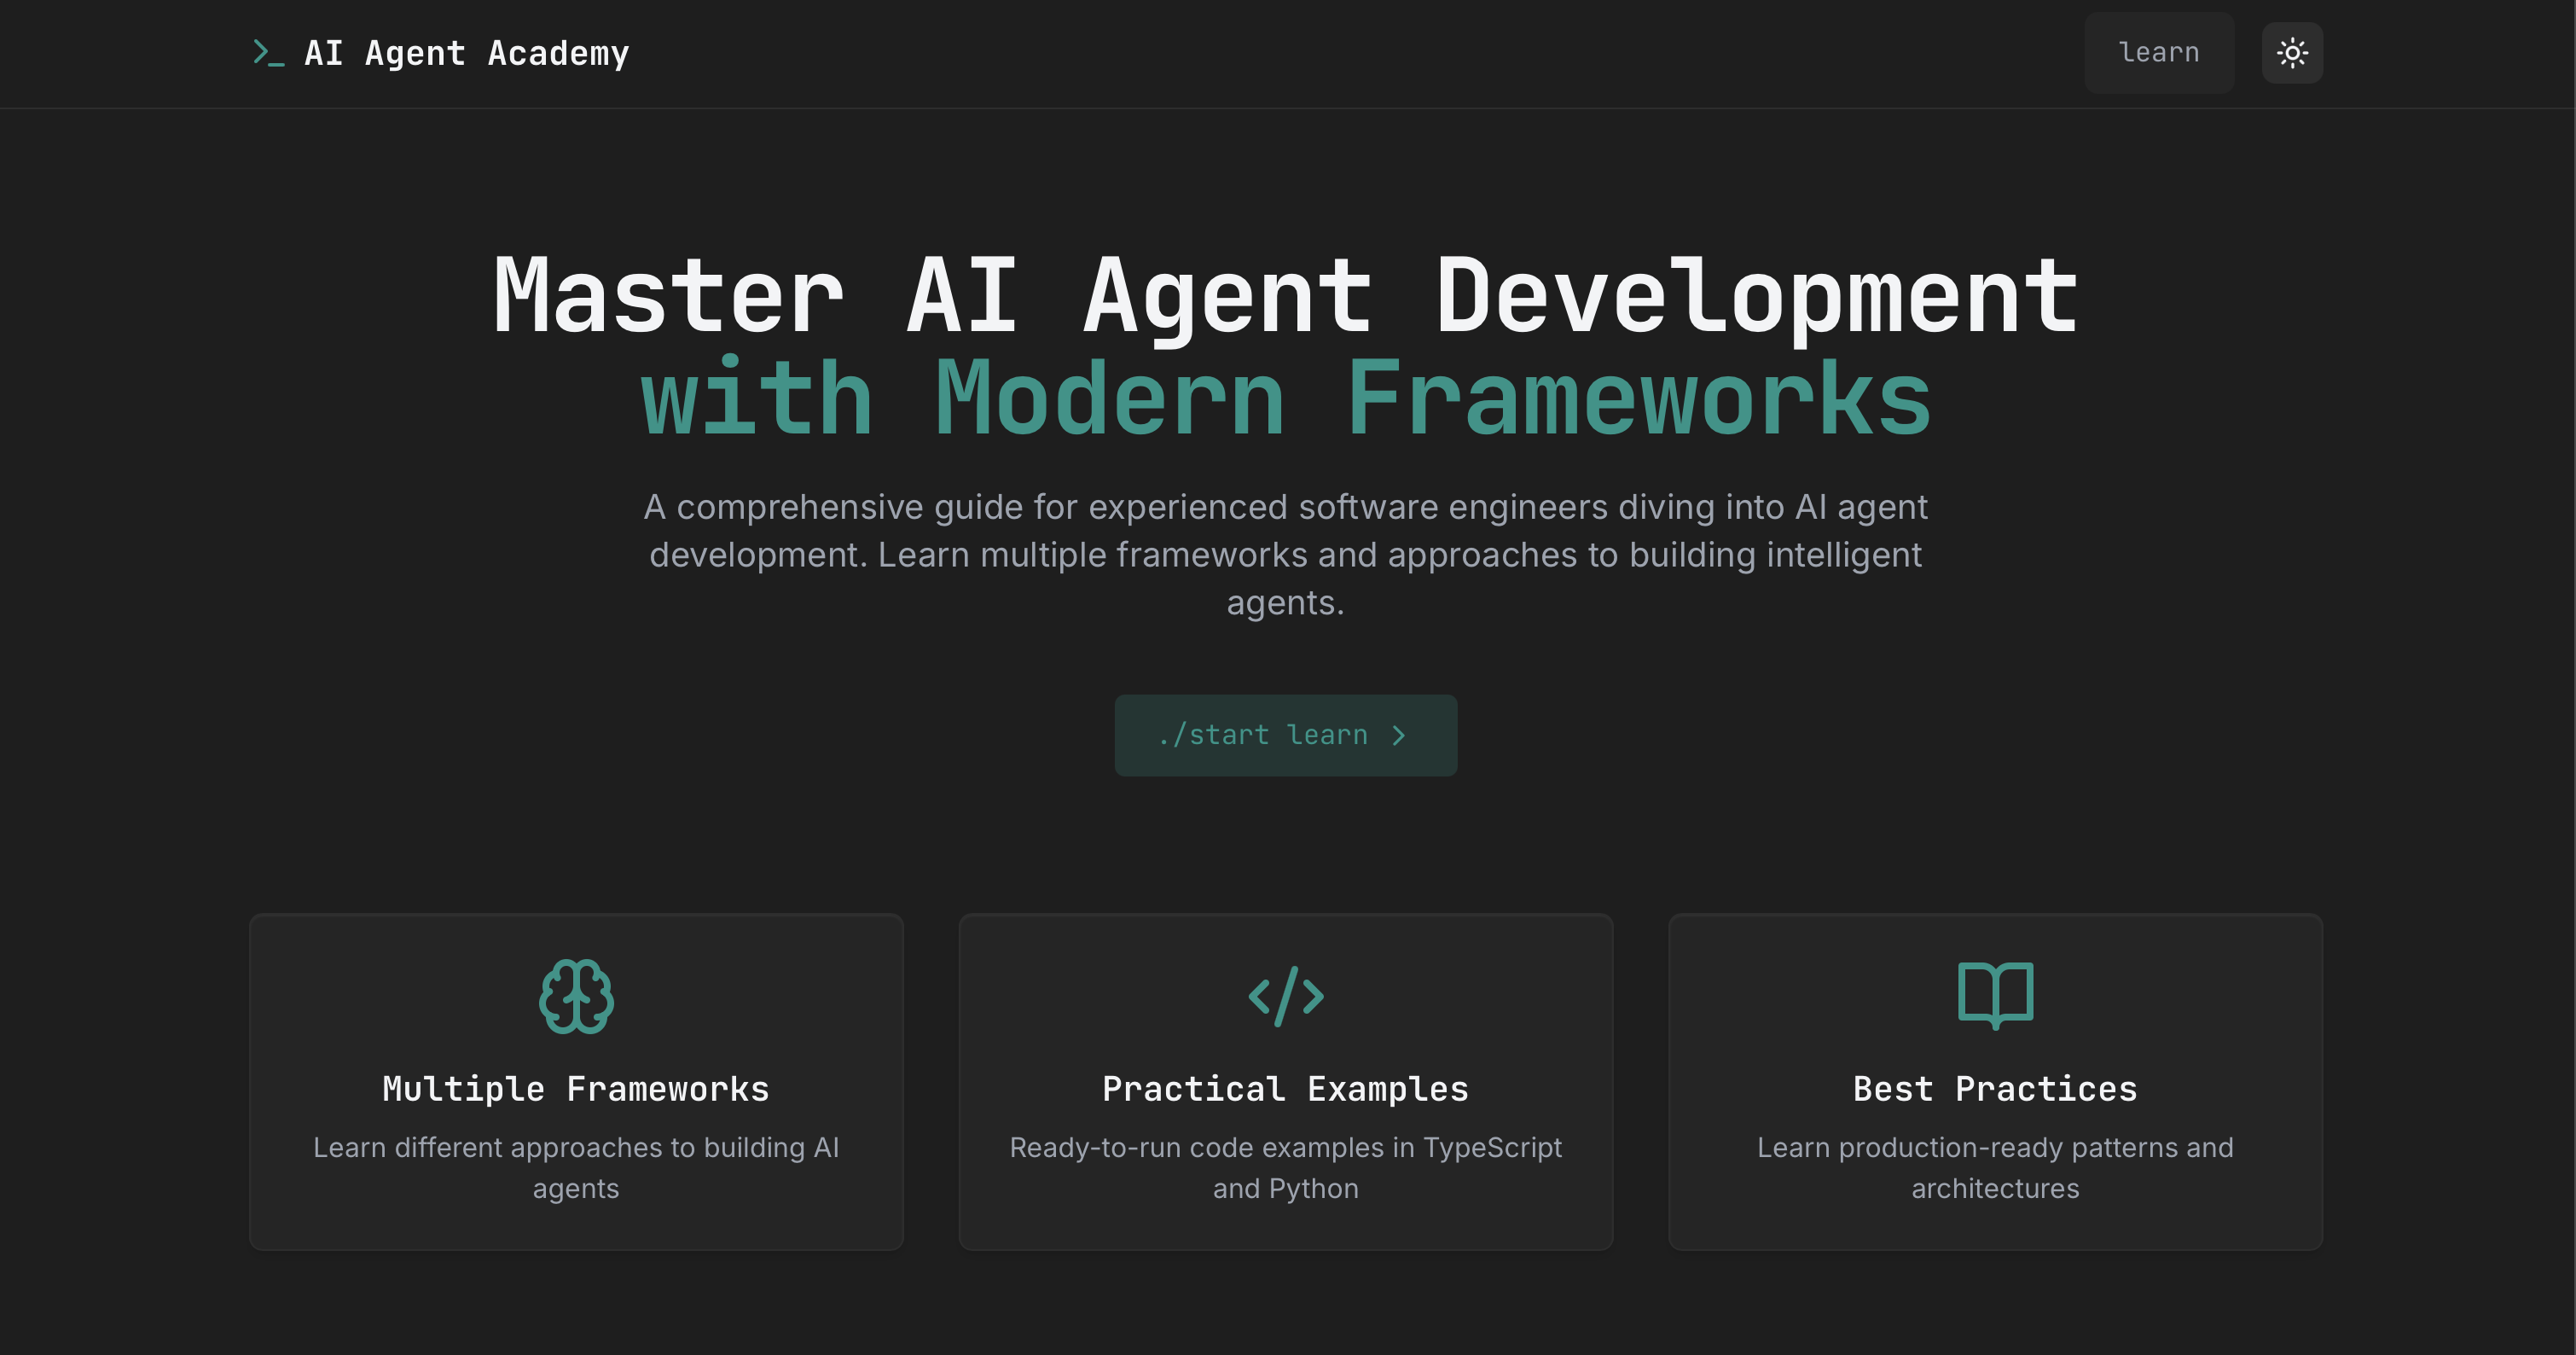 AI Agent Academy
learn
Master AI Agent Development
with Modern Frameworks
A comprehensive guide for experienced software engineers diving into AI agent
development. Learn multiple frameworks and approaches to building intelligent
agents.
./start learn
Multiple Frameworks
Learn different approaches to building AI
agents
Practical Examples
Ready-to-run code examples in TypeScript
and Python
Best Practices
Learn production-ready patterns and
architectures